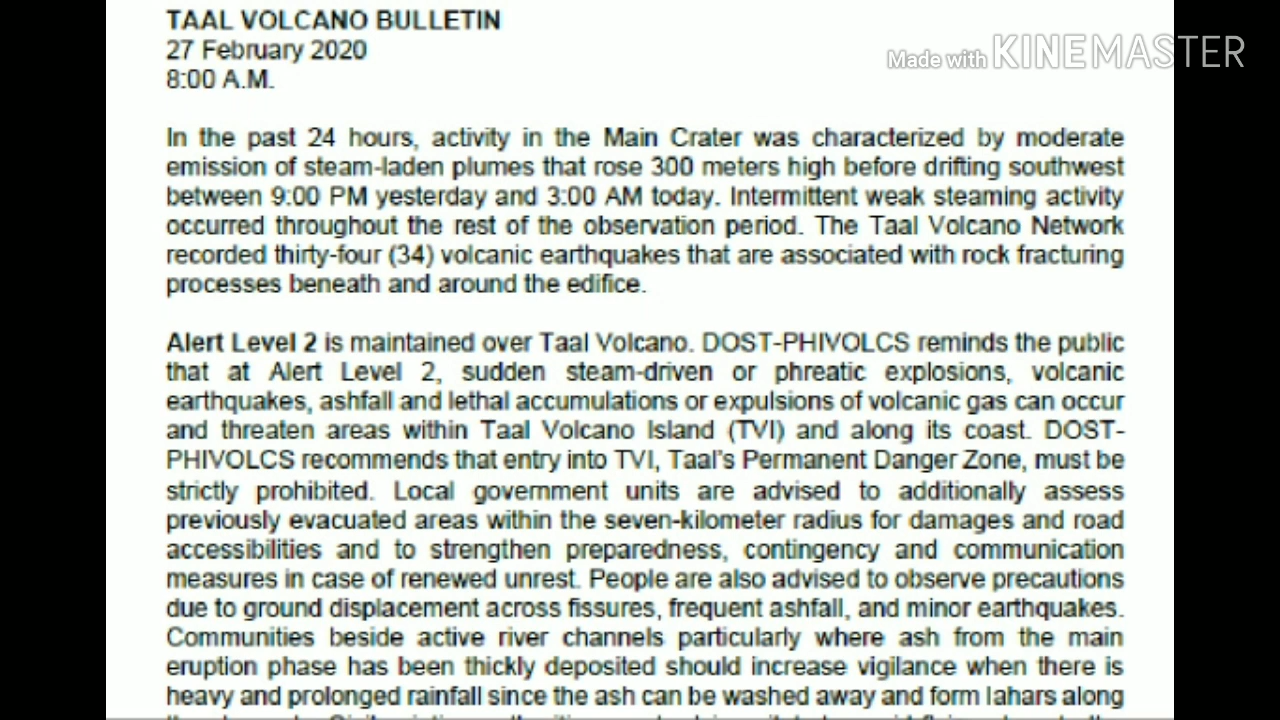 TAAL VOLCANO BULLETIN
27 February 2020
8:00 A.M.
Made with KINEMASTER
In the past 24 hours, activity in the Main Crater was characterized by moderate
emission of steam-laden plumes that rose 300 meters high before drifting southwest
between 9:00 PM yesterday and 3:00 AM today. Intermittent weak steaming activity
occurred throughout the rest of the observation period. The Taal Volcano Network
recorded thirty-four (34) volcanic earthquakes that are associated with rock fracturing
processes beneath and around the edifice.
Alert Level 2 is maintained over Taal Volcano. DOST-PHIVOLCS reminds the public
that at Alert Level 2, sudden steam-driven or phreatic explosions, volcanic
earthquakes, ashfall and lethal accumulations or expulsions of volcanic gas can occur
and threaten areas within Taal Volcano Island (TVI) and along its coast. DOST-
PHIVOLCS recommends that entry into TVI, Taal's Permanent Danger Zone, must be
strictly prohibited. Local government units are advised to additionally assess
previously evacuated areas within the seven-kilometer radius for damages and road
accessibilities and to strengthen preparedness, contingency and communication
measures in case of renewed unrest. People are also advised to observe precautions
due to ground displacement across fissures, frequent ashfall, and minor earthquakes.
Communities beside active river channels particularly where ash from the main
eruption phase has been thickly deposited should increase vigilance when there is
heavy and prolonged rainfall since the ash can be washed away and form lahars along